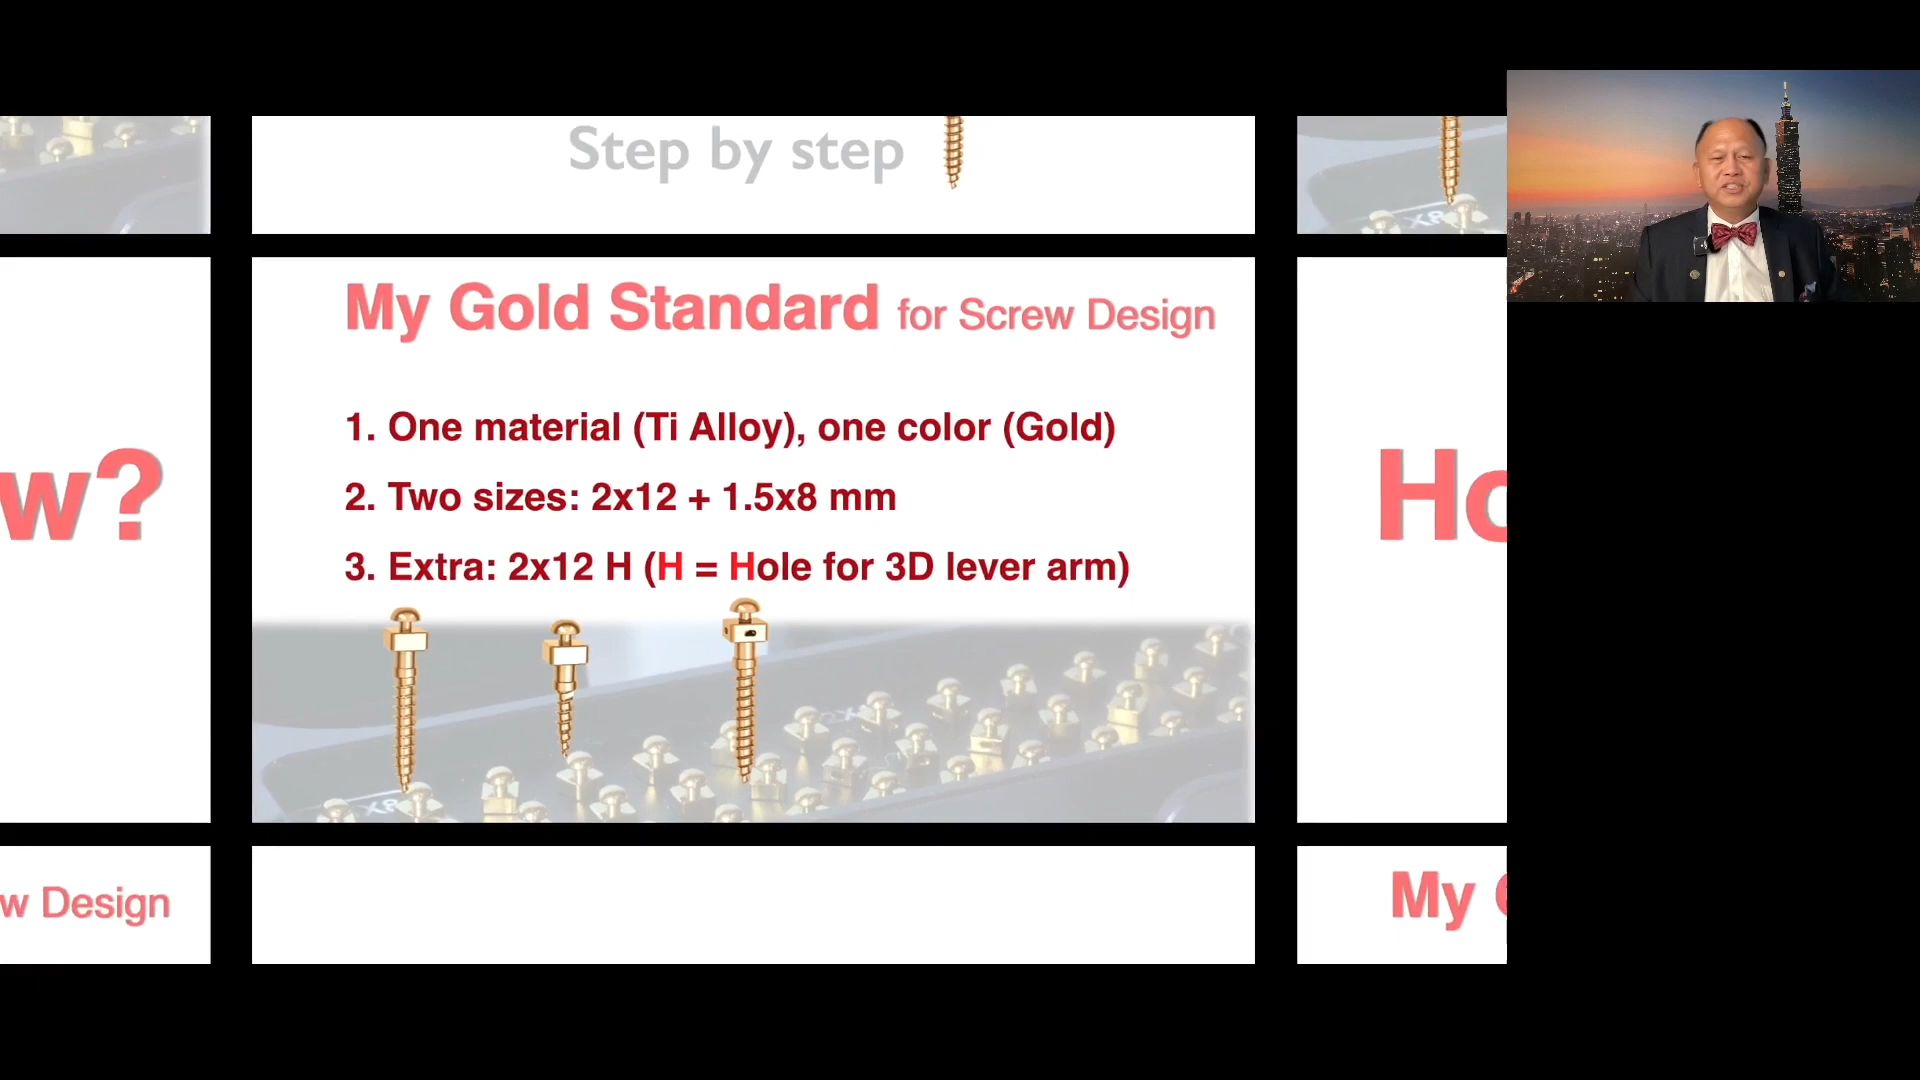 Step by step
My Gold Standard for Screw Design
1. One material (Ti Alloy), one color (Gold)
2. Two sizes: 2x12 + 1.5x8 mm
3. Extra: 2x12 H (H = Hole for 3D lever arm)
w?
Ho
w Design
My